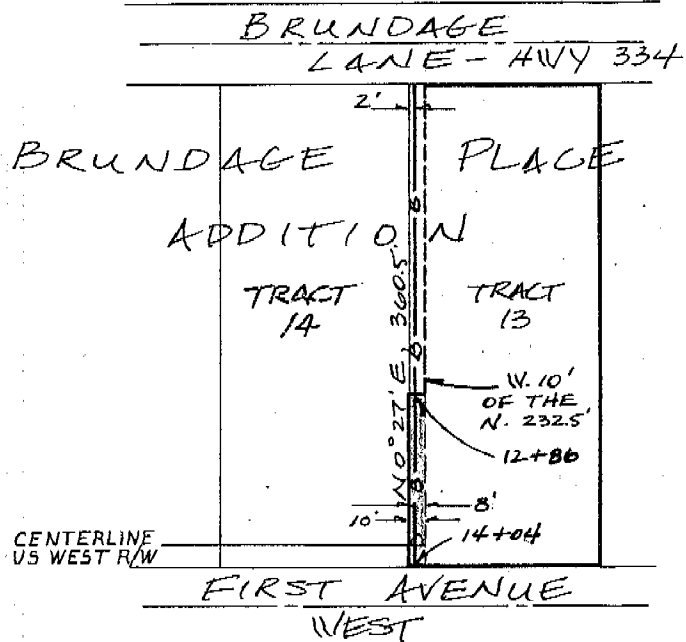 BRUNDAGE
LANE - HWY 334
2'
BRUNDAGE PLACE
ADDITION
TRACT
14
TRACT
13
N 0° 27' E, 360.5'
W. 10'
OF THE
N. 232.5'
12+86
8'
10'
14+04
CENTERLINE
US WEST R/W
FIRST AVENUE
WEST